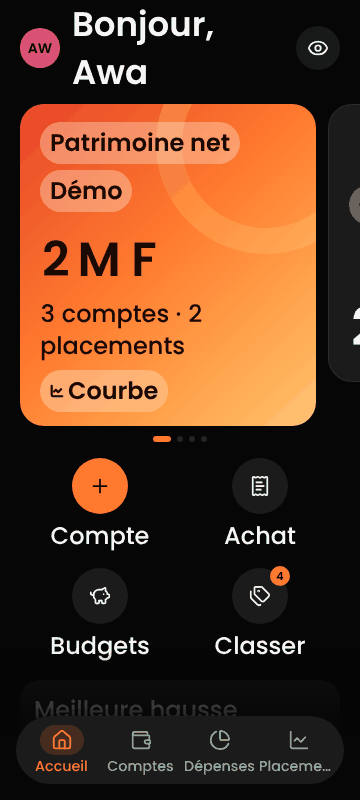 AW
Bonjour,
Awa
Patrimoine net
Démo
2 M F
3 comptes · 2
placements
Courbe
Compte
Achat
4
Budgets
Classer
Meilleure hausse
Accueil
Comptes
Dépenses
Placeme…